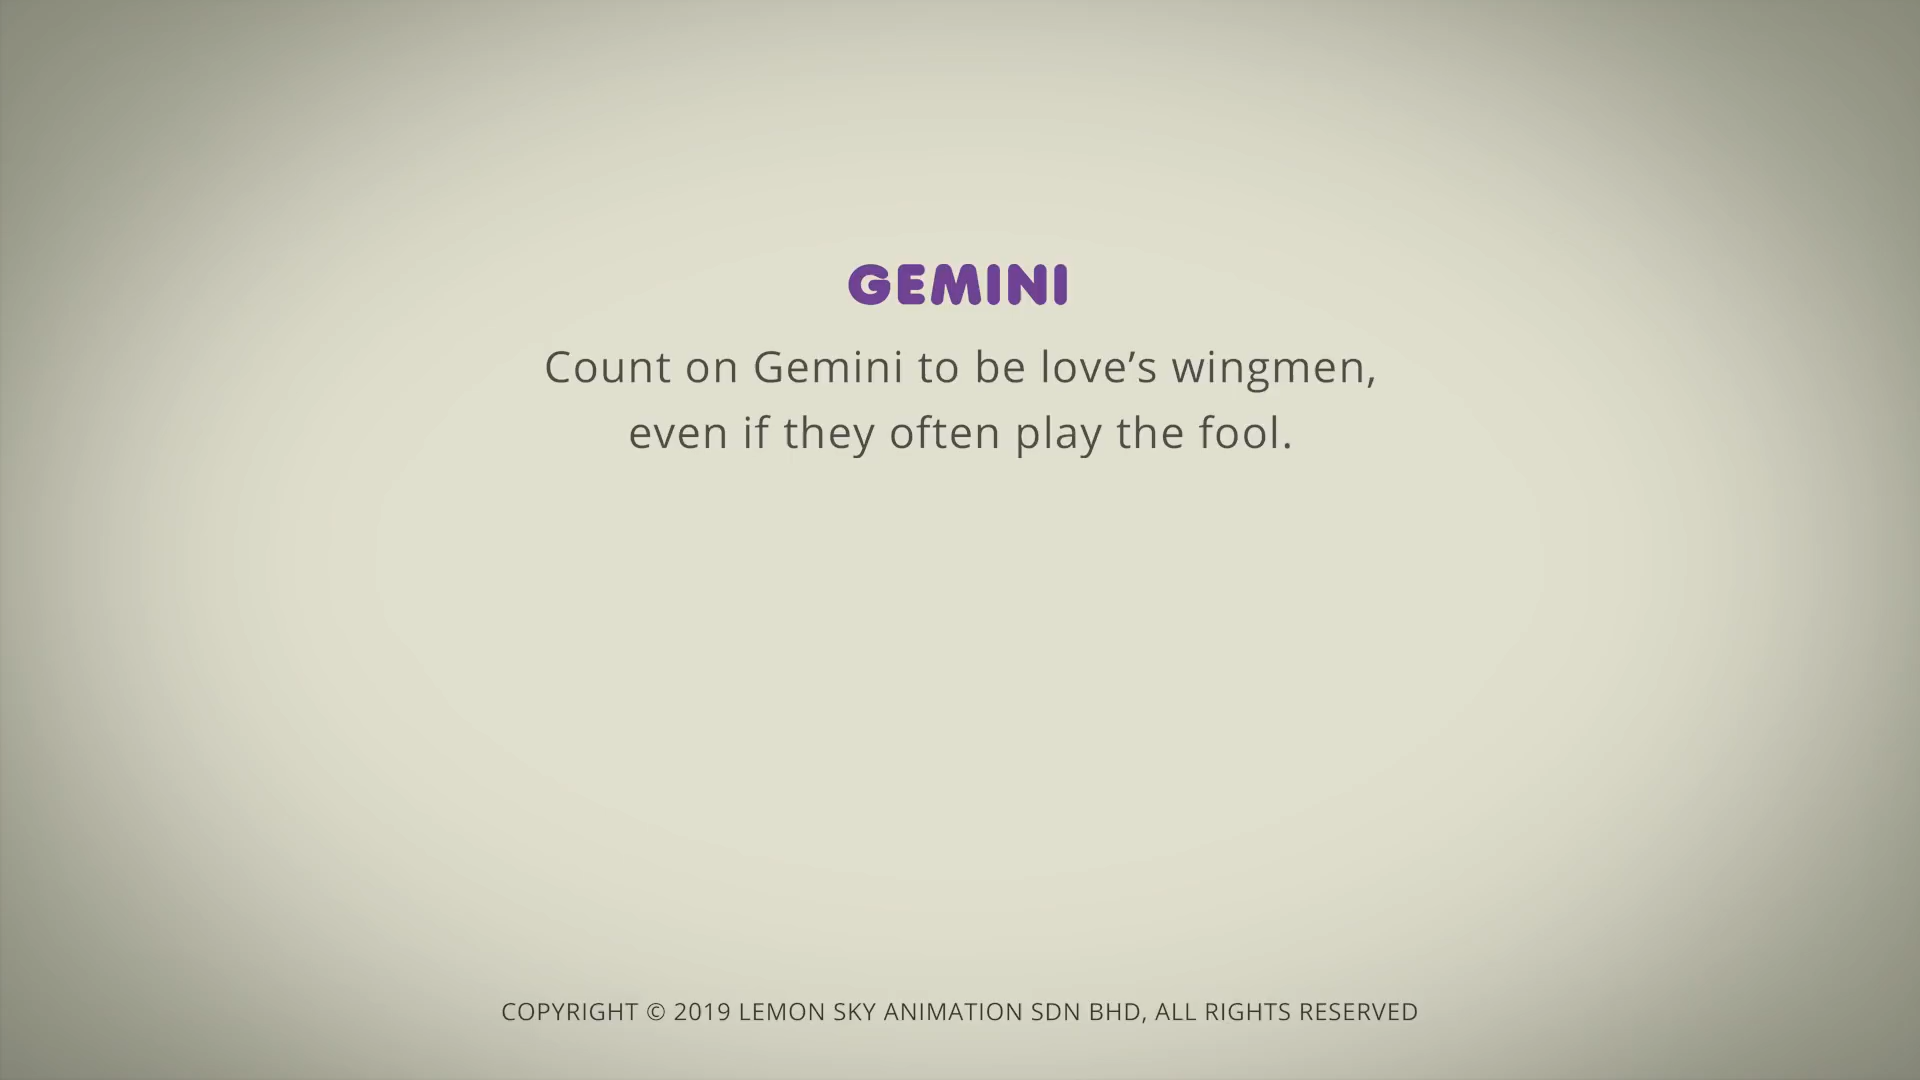 GEMINI
Count on Gemini to be love’s wingmen,
even if they often play the fool.
COPYRIGHT © 2019 LEMON SKY ANIMATION SDN BHD, ALL RIGHTS RESERVED